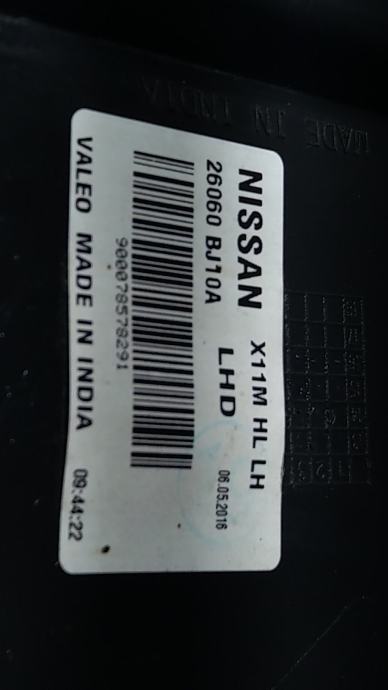 MADE IN INDIA
NISSAN X11M HL LH
26060 BJ10A LHD 06.05.2016
900078578291
VALEO MADE IN INDIA 09:44:22